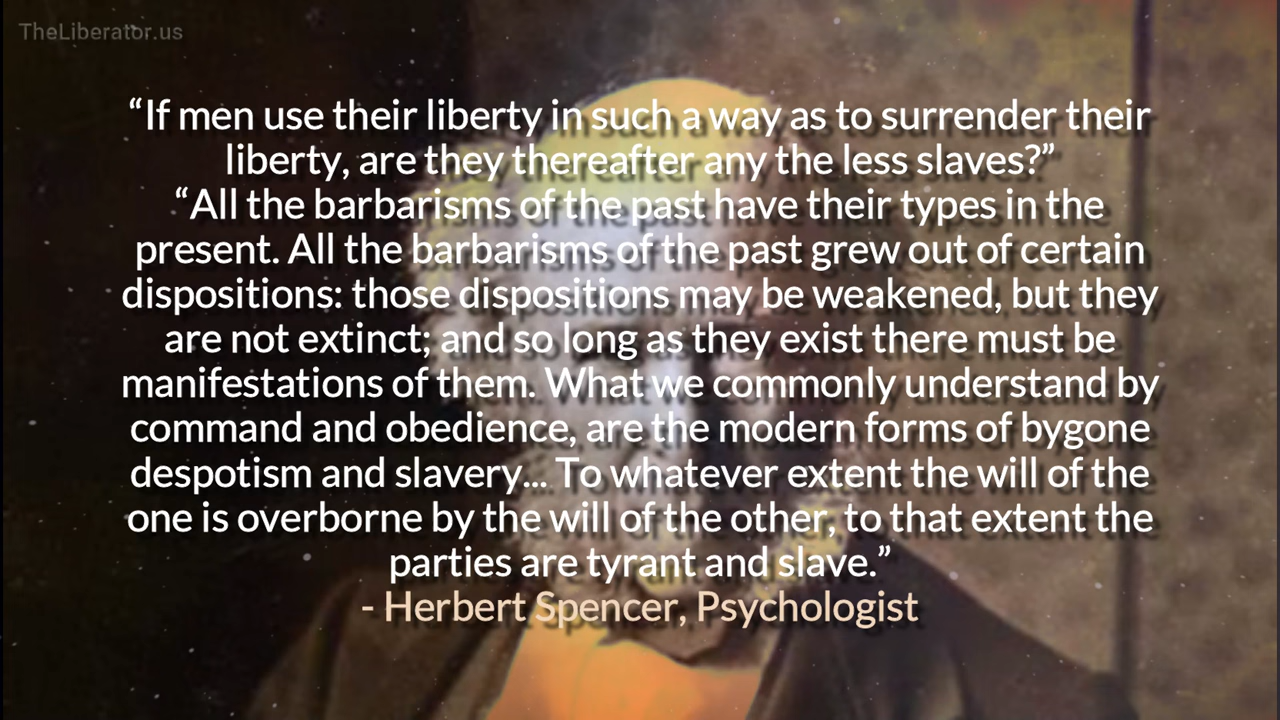 TheLiberator.us
“If men use their liberty in such a way as to surrender their
liberty, are they thereafter any the less slaves?”
“All the barbarisms of the past have their types in the
present. All the barbarisms of the past grew out of certain
dispositions: those dispositions may be weakened, but they
are not extinct; and so long as they exist there must be
manifestations of them. What we commonly understand by
command and obedience, are the modern forms of bygone
despotism and slavery... To whatever extent the will of the
one is overborne by the will of the other, to that extent the
parties are tyrant and slave.”
- Herbert Spencer, Psychologist